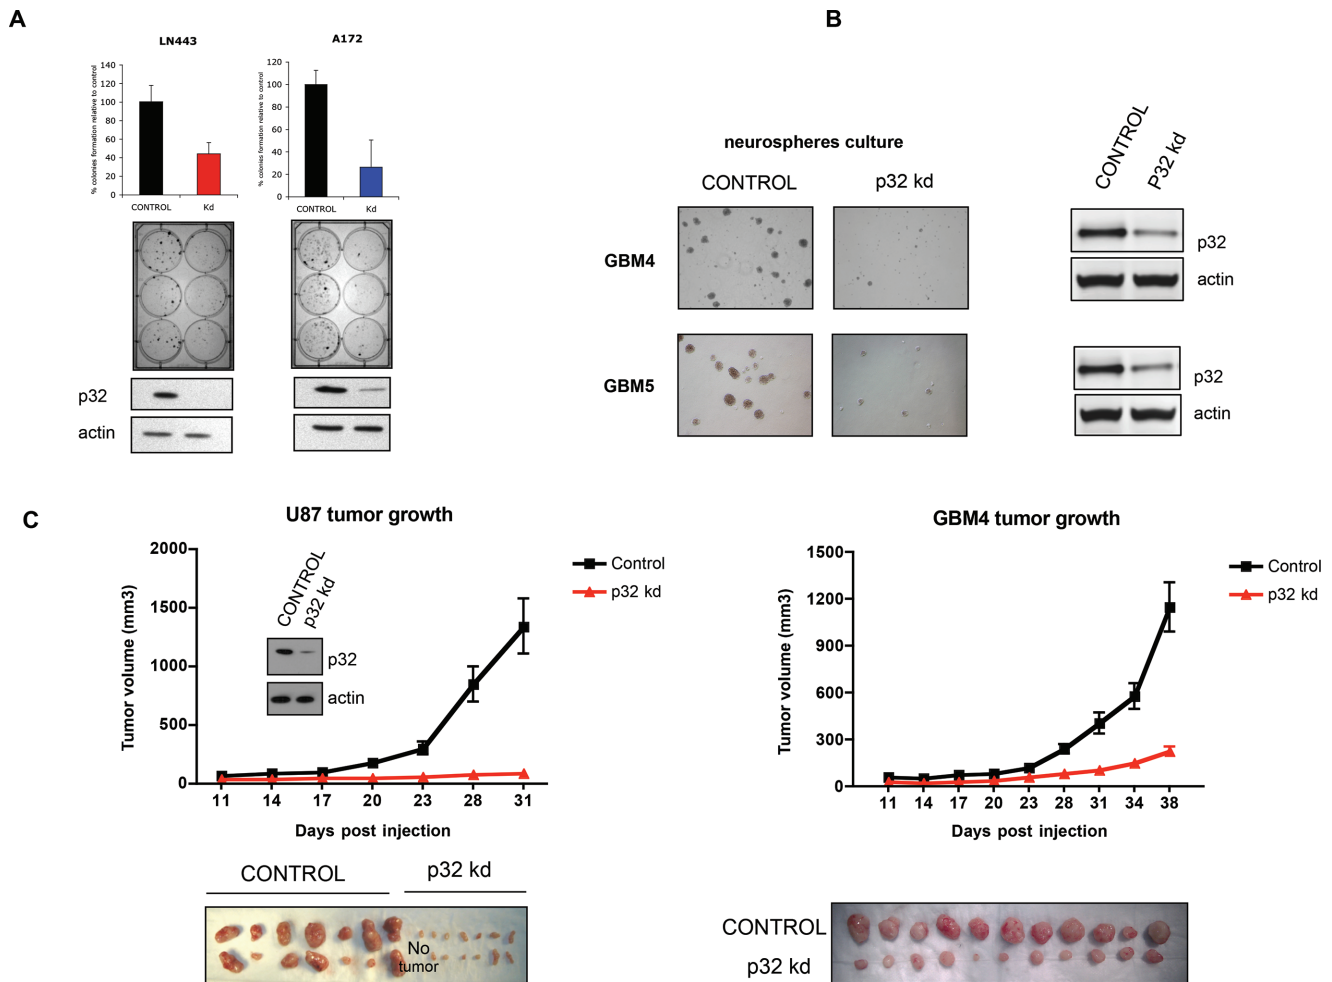 A
LN443
% colonies formation relative to control
140
120
100
80
60
40
20
0
CONTROL
Kd
A172
% colonies formation relative to control
120
100
80
60
40
20
0
CONTROL
Kd
p32
actin
B
neurospheres culture
CONTROL
p32 kd
GBM4
GBM5
CONTROL
P32 kd
p32
actin
p32
actin
C
U87 tumor growth
Tumor volume (mm3)
2000
1500
1000
500
0
CONTROL
p32 kd
p32
actin
Control
p32 kd
11 14 17 20 23 28 31
Days post injection
CONTROL
p32 kd
No
tumor
GBM4 tumor growth
Tumor volume (mm3)
1500
1200
900
600
300
0
Control
p32 kd
11 14 17 20 23 28 31 34 38
Days post injection
CONTROL
p32 kd